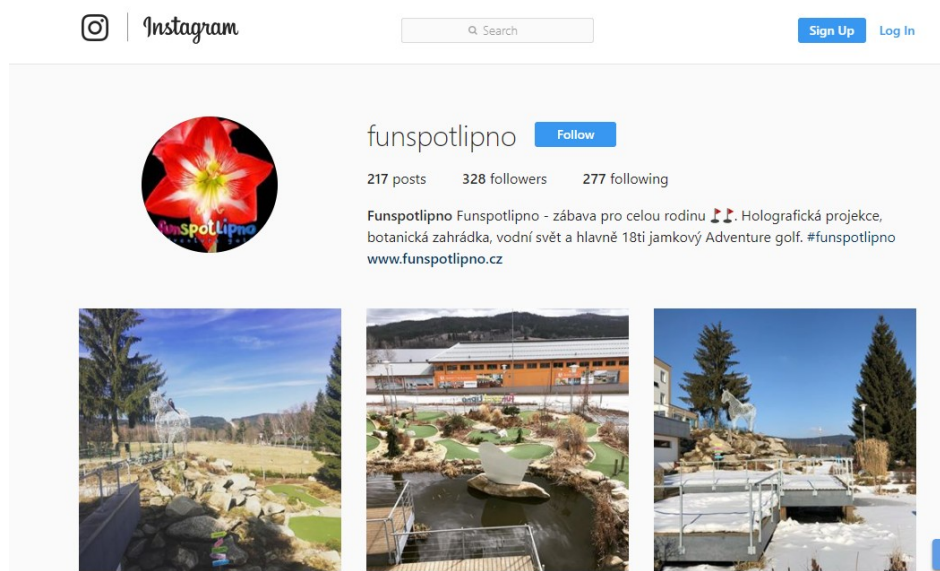 Instagram
Search
Sign Up
Log In
funspotlipno
Follow
217 posts 328 followers 277 following
Funspotlipno Funspotlipno - zábava pro celou rodinu ⛳⛳. Holografická projekce,
botanická zahrádka, vodní svět a hlavně 18ti jamkový Adventure golf. #funspotlipno
www.funspotlipno.cz
funspotlipno